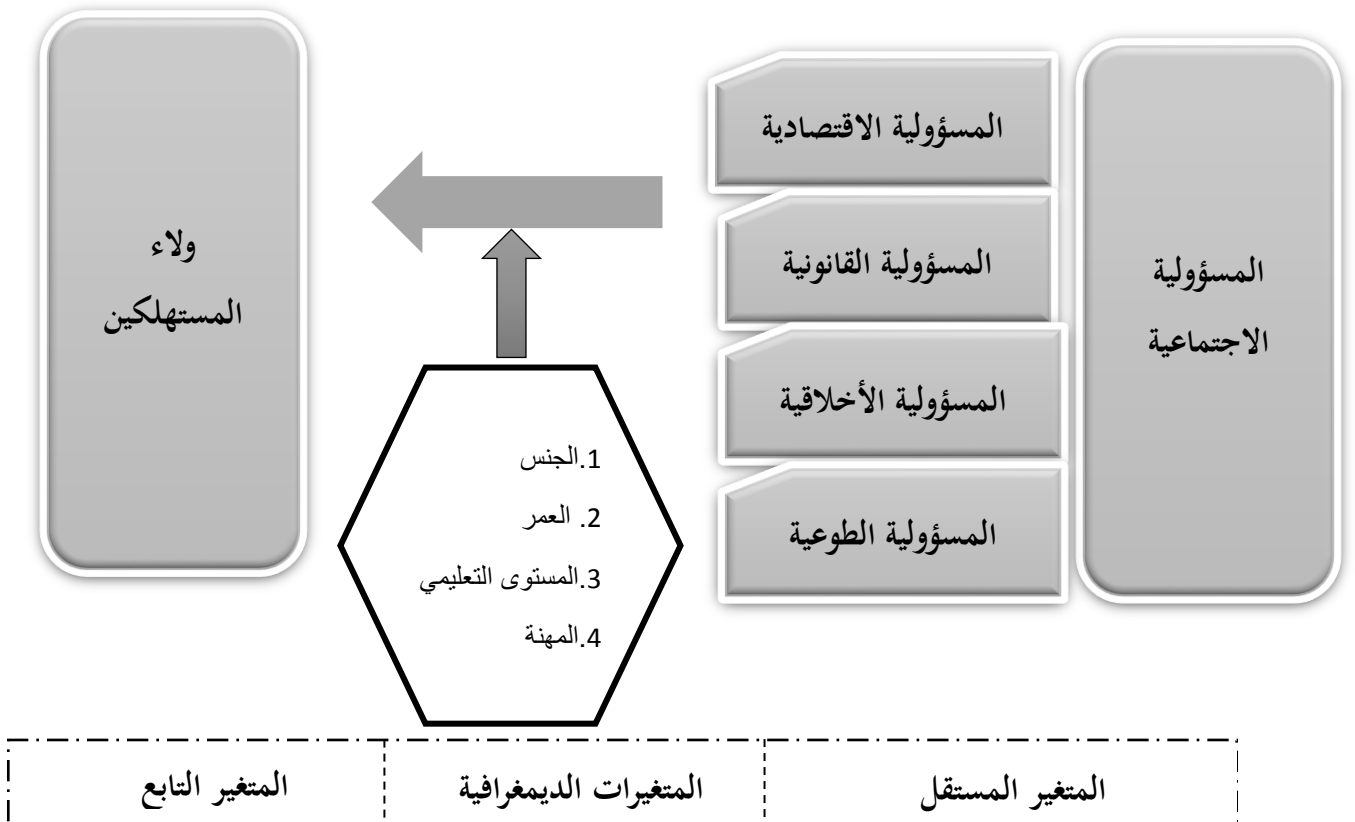 المسؤولية
الاجتماعية
المسؤولية الاقتصادية
المسؤولية القانونية
المسؤولية الأخلاقية
المسؤولية الطوعية
1.الجنس
2. العمر
3.المستوى التعليمي
4.المهنة
ولاء
المستهلكين
المتغير المستقل
المتغيرات الديمغرافية
المتغير التابع